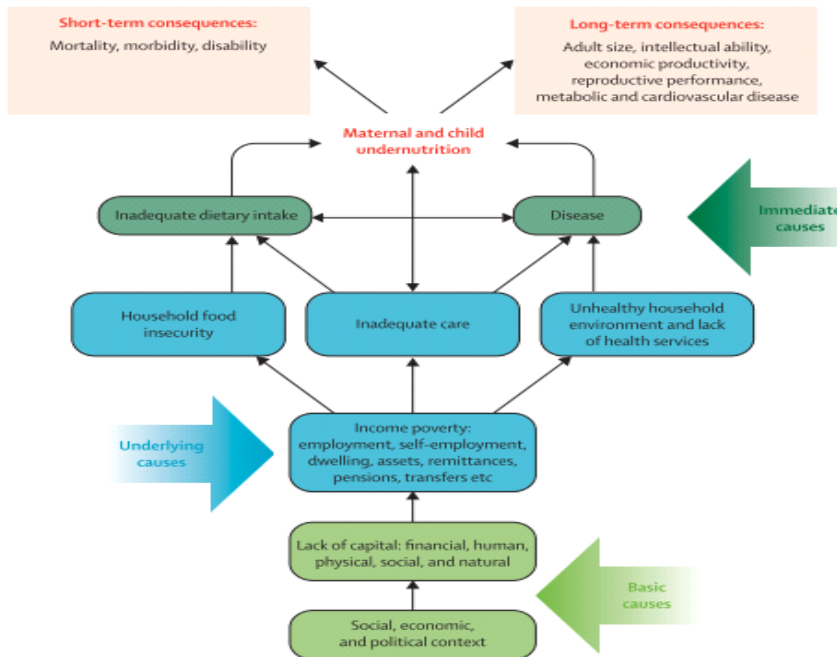 Short-term consequences:
Mortality, morbidity, disability
Long-term consequences:
Adult size, intellectual ability,
economic productivity,
reproductive performance,
metabolic and cardiovascular disease
Maternal and child
undernutrition
Inadequate dietary intake
Disease
Immediate
causes
Household food
insecurity
Inadequate care
Unhealthy household
environment and lack
of health services
Underlying
causes
Income poverty:
employment, self-employment,
dwelling, assets, remittances,
pensions, transfers etc
Lack of capital: financial, human,
physical, social, and natural
Basic
causes
Social, economic,
and political context